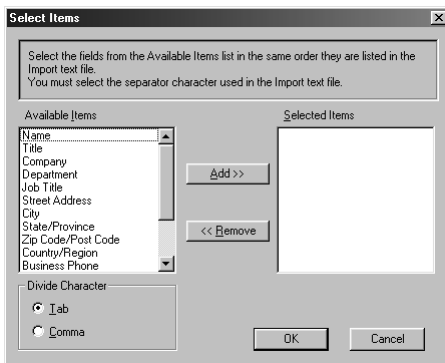 Select Items
Select the fields from the Available Items list in the same order they are listed in the
Import text file.
You must select the separator character used in the Import text file.
Available Items
Selected Items
Name
Title
Company
Department
Job Title
Street Address
City
State/Province
Zip Code/Post Code
Country/Region
Business Phone
Add >>
<< Remove
Divide Character
Tab
Comma
OK
Cancel